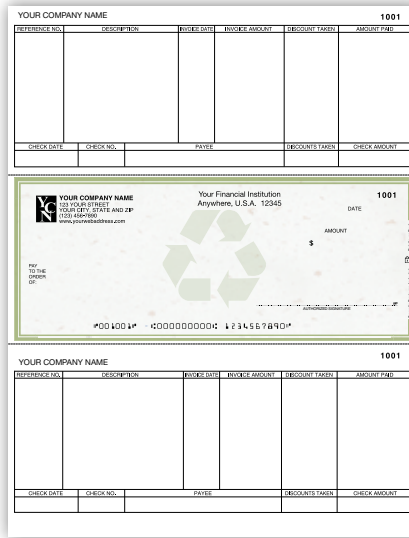 YOUR COMPANY NAME 1001
REFERENCE NO. DESCRIPTION INVOICE DATE INVOICE AMOUNT DISCOUNT TAKEN AMOUNT PAID
CHECK DATE CHECK NO. PAYEE DISCOUNTS TAKEN CHECK AMOUNT
YCN
YOUR COMPANY NAME
123 YOUR STREET
YOUR CITY, STATE AND ZIP
(123) 456-7890
www.yourwebaddress.com
Your Financial Institution
Anywhere, U.S.A. 12345
1001
DATE
AMOUNT
$
PAY
TO THE
ORDER
OF:
AUTHORIZED SIGNATURE
⑈001001⑈ ⑆000000000⑆ 1234567890⑈
YOUR COMPANY NAME 1001
REFERENCE NO. DESCRIPTION INVOICE DATE INVOICE AMOUNT DISCOUNT TAKEN AMOUNT PAID
CHECK DATE CHECK NO. PAYEE DISCOUNTS TAKEN CHECK AMOUNT